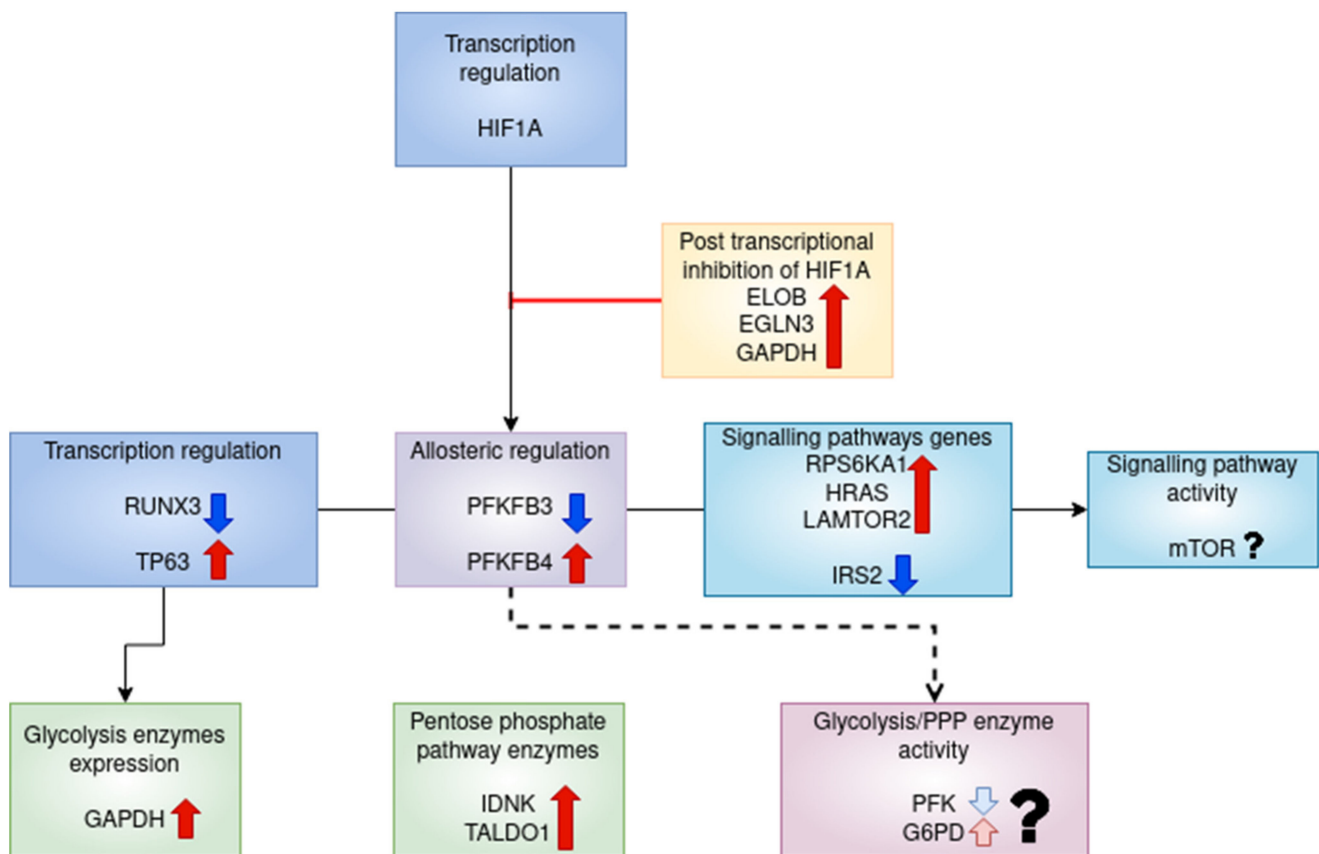 Transcription
regulation
HIF1A
Post transcriptional
inhibition of HIF1A
ELOB
EGLN3
GAPDH
Transcription regulation
RUNX3
TP63
Allosteric regulation
PFKFB3
PFKFB4
Signalling pathways genes
RPS6KA1
HRAS
LAMTOR2
IRS2
Signalling pathway
activity
mTOR ?
Glycolysis enzymes
expression
GAPDH
Pentose phosphate
pathway enzymes
IDNK
TALDO1
Glycolysis/PPP enzyme
activity
PFK
G6PD
?